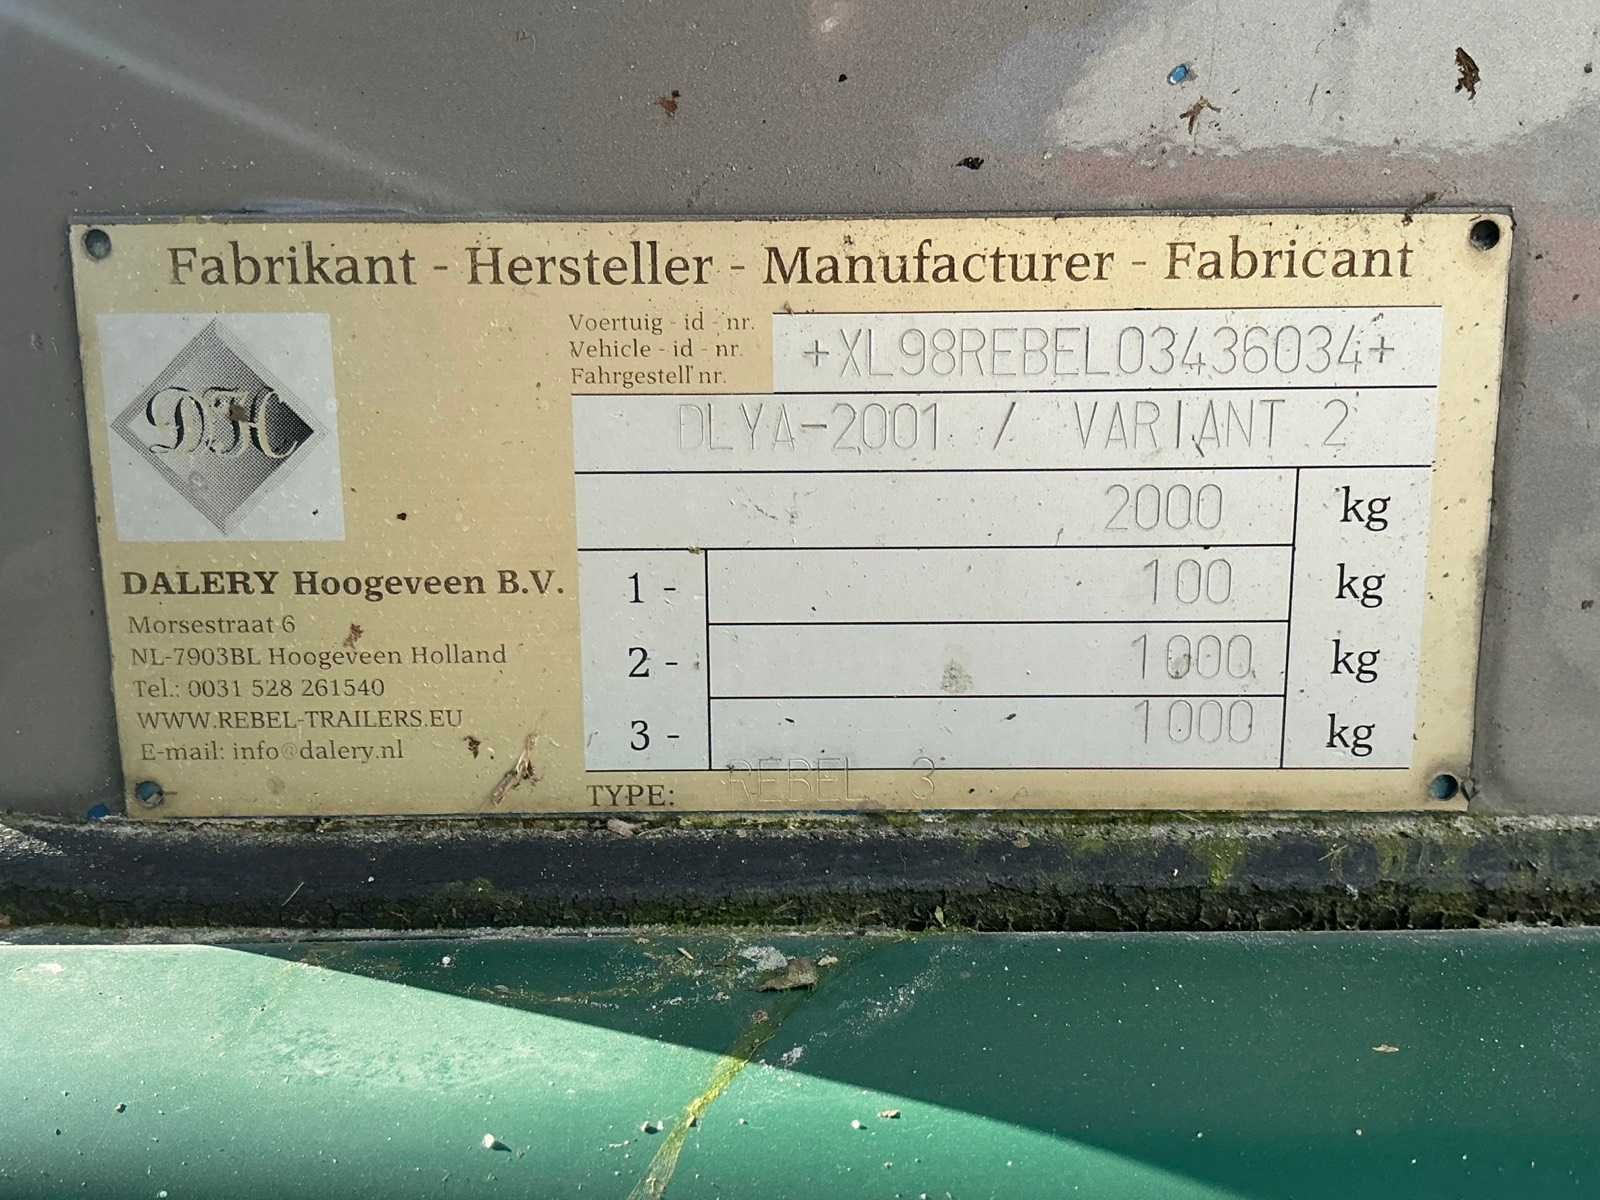 Fabrikant - Hersteller - Manufacturer - Fabricant
Voertuig - id - nr.
Vehicle - id - nr.
Fahrgestell nr.
+XL98REBEL03436034+
DLYA-2001 / VARIANT 2
2000 kg
1 - 100 kg
2 - 1000 kg
3 - 1000 kg
TYPE: REBEL 3
DH
DALERY Hoogeveen B.V.
Morsestraat 6
NL-7903BL Hoogeveen Holland
Tel.: 0031 528 261540
WWW.REBEL-TRAILERS.EU
E-mail: info@dalery.nl